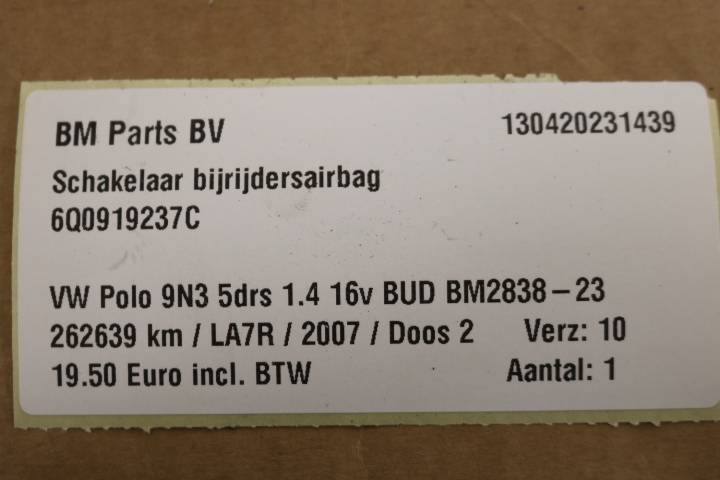 BM Parts BV 130420231439
Schakelaar bijrijdersairbag
6Q0919237C
VW Polo 9N3 5drs 1.4 16v BUD BM2838-23
262639 km / LA7R / 2007 / Doos 2 Verz: 10
19.50 Euro incl. BTW Aantal: 1